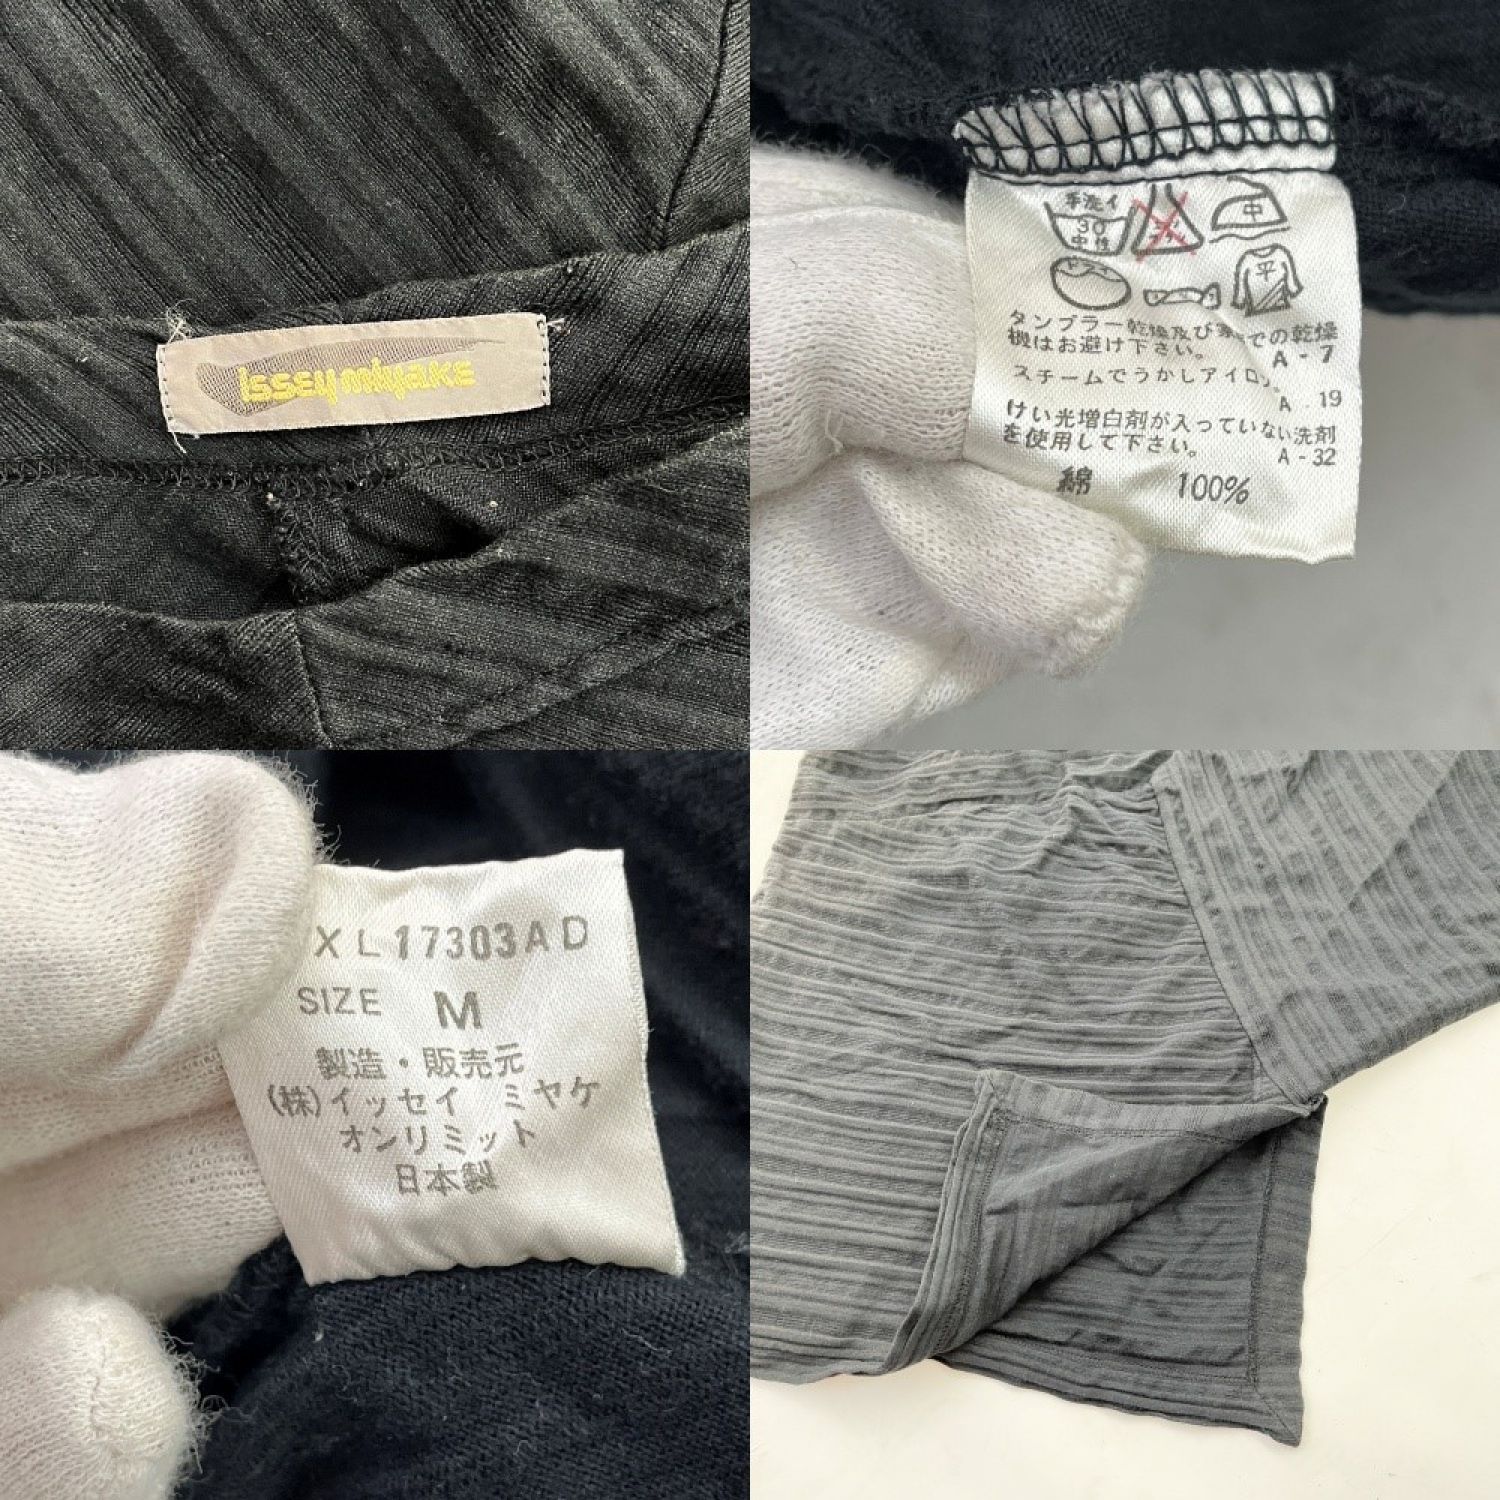 ISSEY MIYAKE
手洗イ
30
中性
中
平
タンブラー乾燥及び
での乾燥
機はお避け下さい。
A - 7
スチームでうかしアイロン。
A - 19
けい光増白剤が入っていない洗剤
を使用して下さい。
A - 32
綿 100%
XL17303AD
SIZE M
製造・販売元
(株)イッセイ ミヤケ
オンリミット
日本製